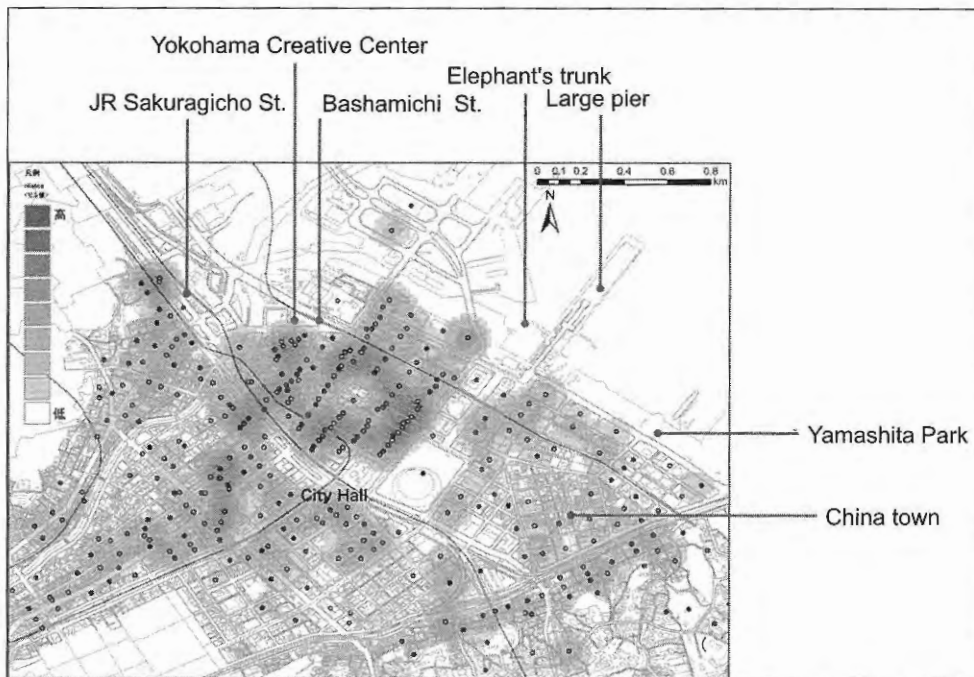 Yokohama Creative Center
Elephant's trunk
JR Sakuragicho St.
Bashamichi St.
Large pier
凡例
高
低
0 0.1 0.2 0.4 0.6 0.8
km
N
City Hall
Yamashita Park
China town